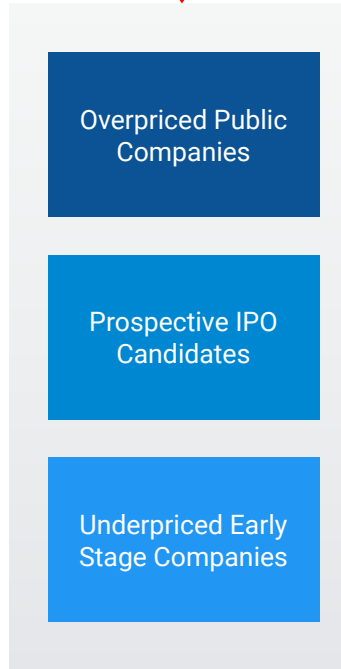 Overpriced Public
Companies
Prospective IPO
Candidates
Underpriced Early
Stage Companies